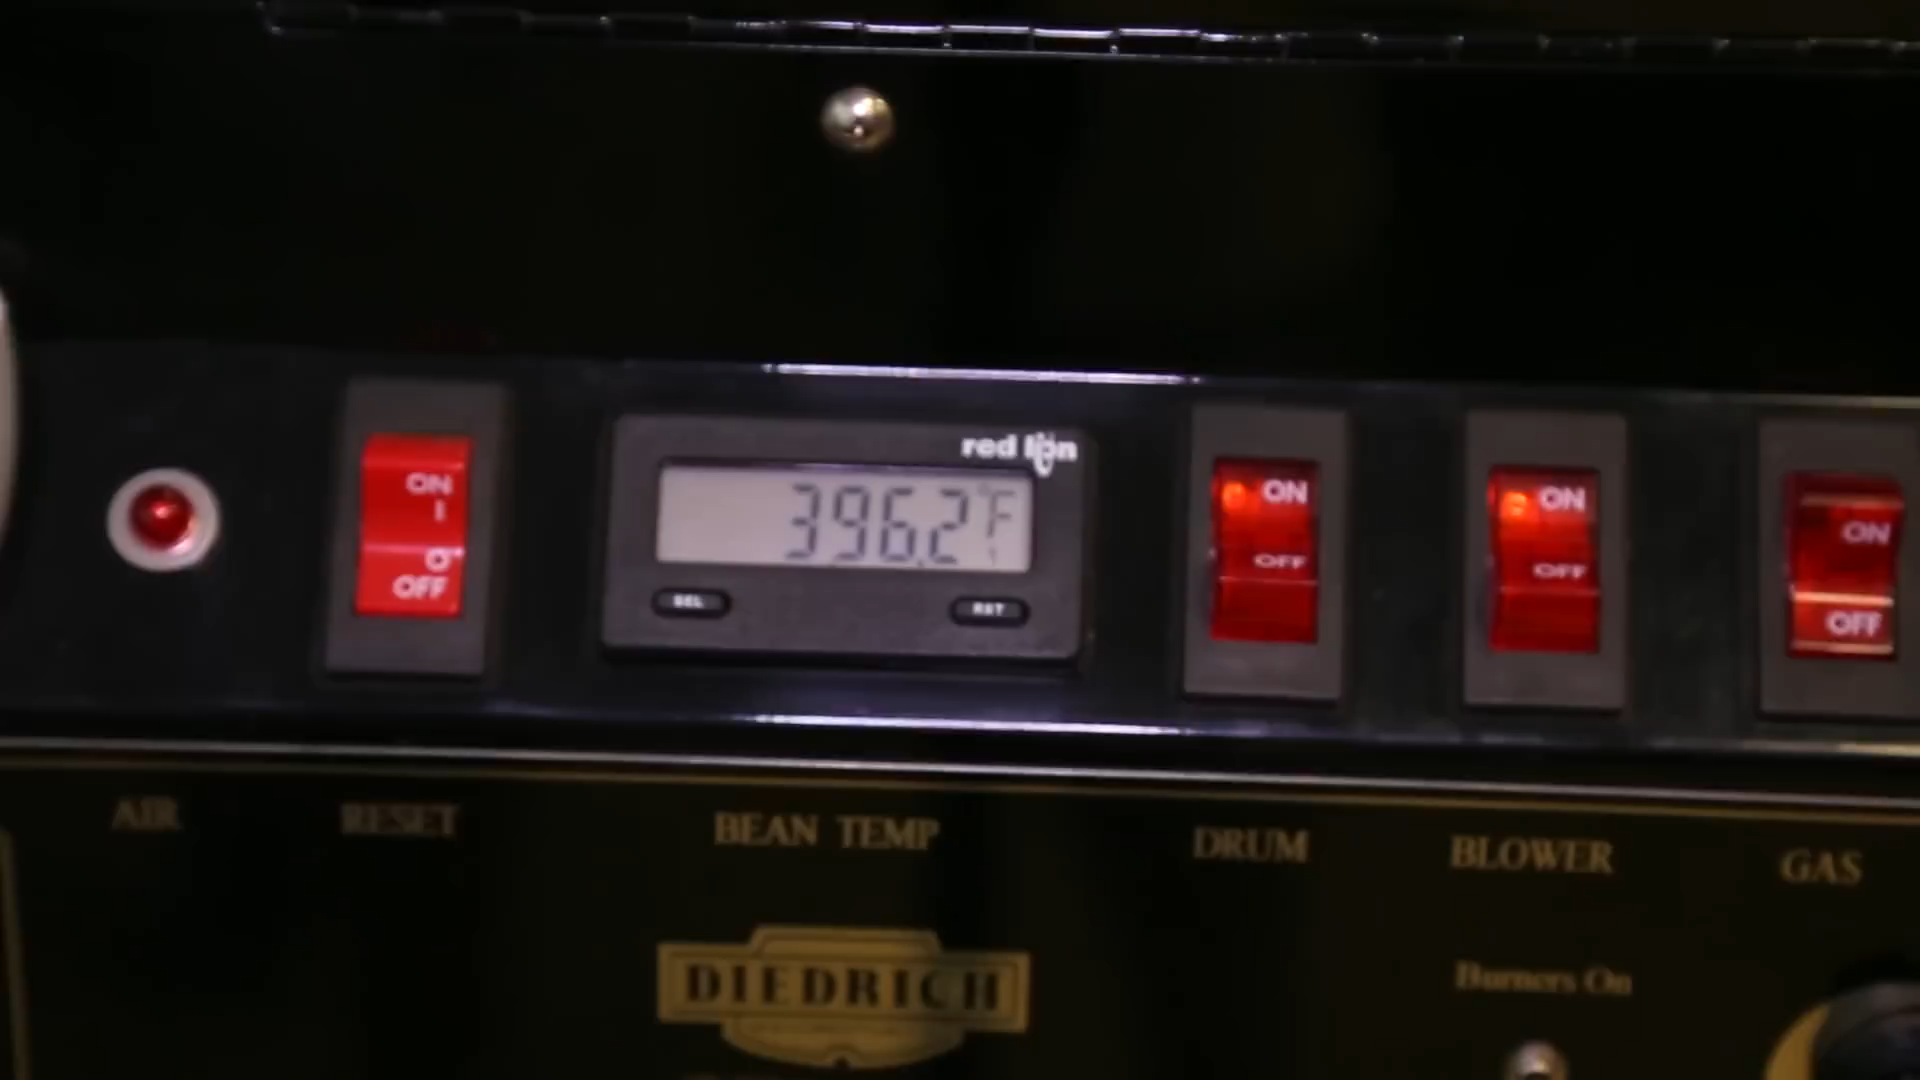 red lion
ON
I
O
OFF
396.2°F
SEL
RST
ON
OFF
ON
OFF
ON
OFF
AIR
RESET
BEAN TEMP
DRUM
BLOWER
GAS
DIEDRICH
Burners On